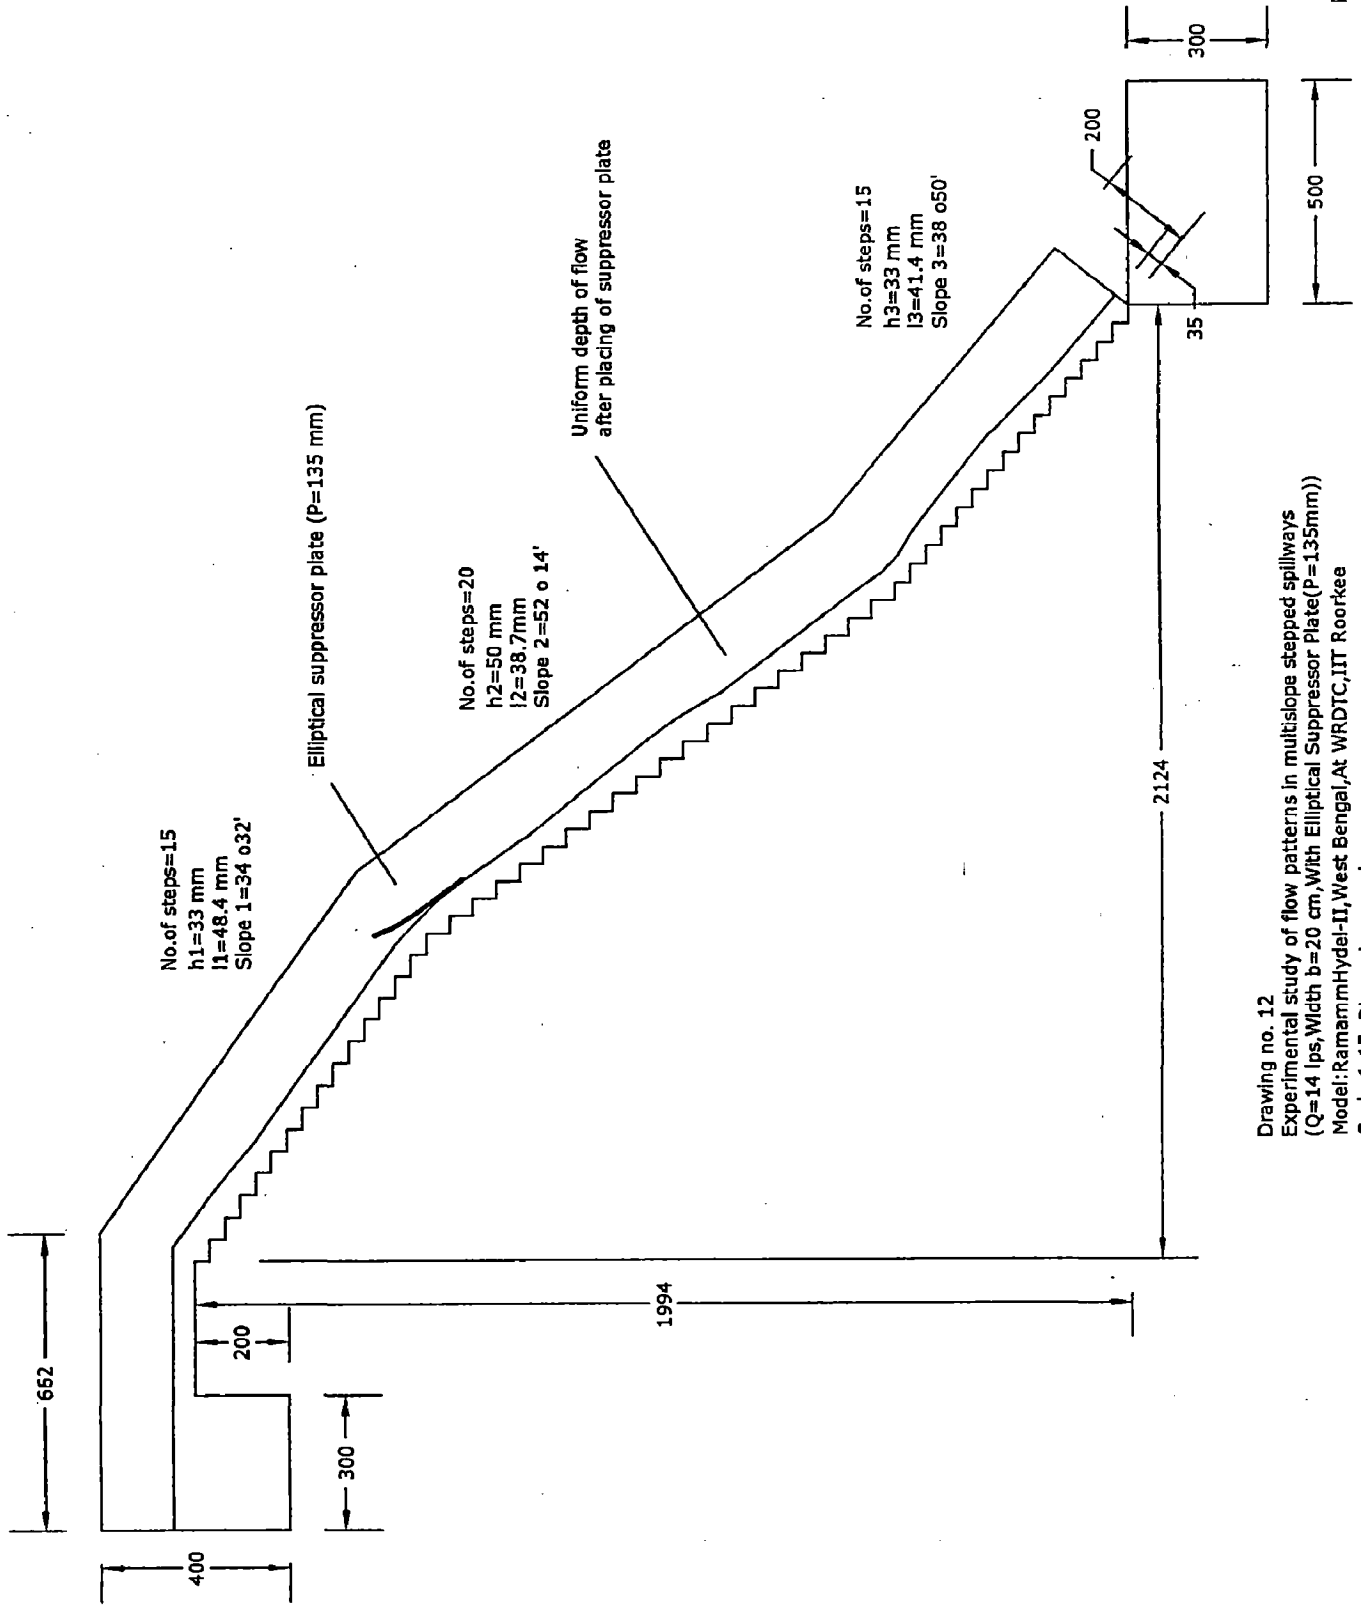 662
400
300
200
No.of steps=15
h1=33 mm
l1=48.4 mm
Slope 1=34 o32'
Elliptical suppressor plate (P=135 mm)
No.of steps=20
h2=50 mm
l2=38.7mm
Slope 2=52 o 14'
Uniform depth of flow
after placing of suppressor plate
No.of steps=15
h3=33 mm
l3=41.4 mm
Slope 3=38 o50'
1994
2124
200
35
300
500
Drawing no. 12
Experimental study of flow patterns in multislope stepped spillways
(Q=14 lps,Width b=20 cm,With Elliptical Suppressor Plate(P=135mm))
Model:RamammHydel-II,West Bengal,At WRDTC,IIT Roorkee